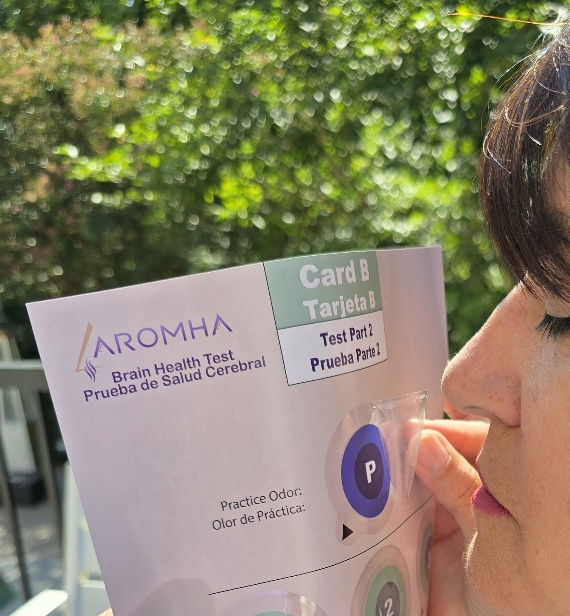 AROMHA
Brain Health Test
Prueba de Salud Cerebral
Card B
Tarjeta B
Test Part 2
Prueba Parte 2
P
Practice Odor:
Olor de Práctica:
2